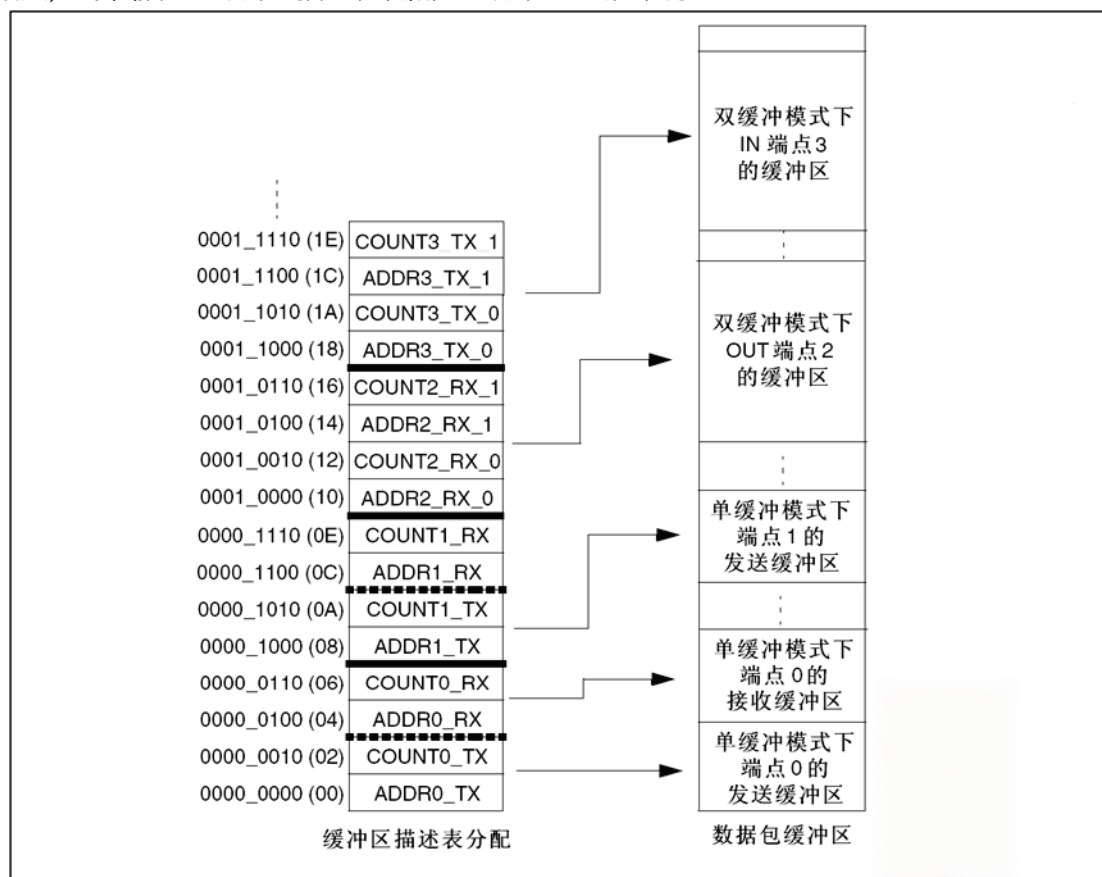 双缓冲模式下
IN 端点3
的缓冲区
0001_1110 (1E) COUNT3_TX_1
0001_1100 (1C) ADDR3_TX_1
0001_1010 (1A) COUNT3_TX_0
0001_1000 (18) ADDR3_TX_0
双缓冲模式下
OUT 端点2
的缓冲区
0001_0110 (16) COUNT2_RX_1
0001_0100 (14) ADDR2_RX_1
0001_0010 (12) COUNT2_RX_0
0001_0000 (10) ADDR2_RX_0
单缓冲模式下
端点1的
发送缓冲区
0000_1110 (0E) COUNT1_RX
0000_1100 (0C) ADDR1_RX
0000_1010 (0A) COUNT1_TX
0000_1000 (08) ADDR1_TX
单缓冲模式下
端点0的
接收缓冲区
0000_0110 (06) COUNT0_RX
0000_0100 (04) ADDR0_RX
0000_0010 (02) COUNT0_TX
0000_0000 (00) ADDR0_TX
单缓冲模式下
端点0的
发送缓冲区
缓冲区描述表分配
数据包缓冲区